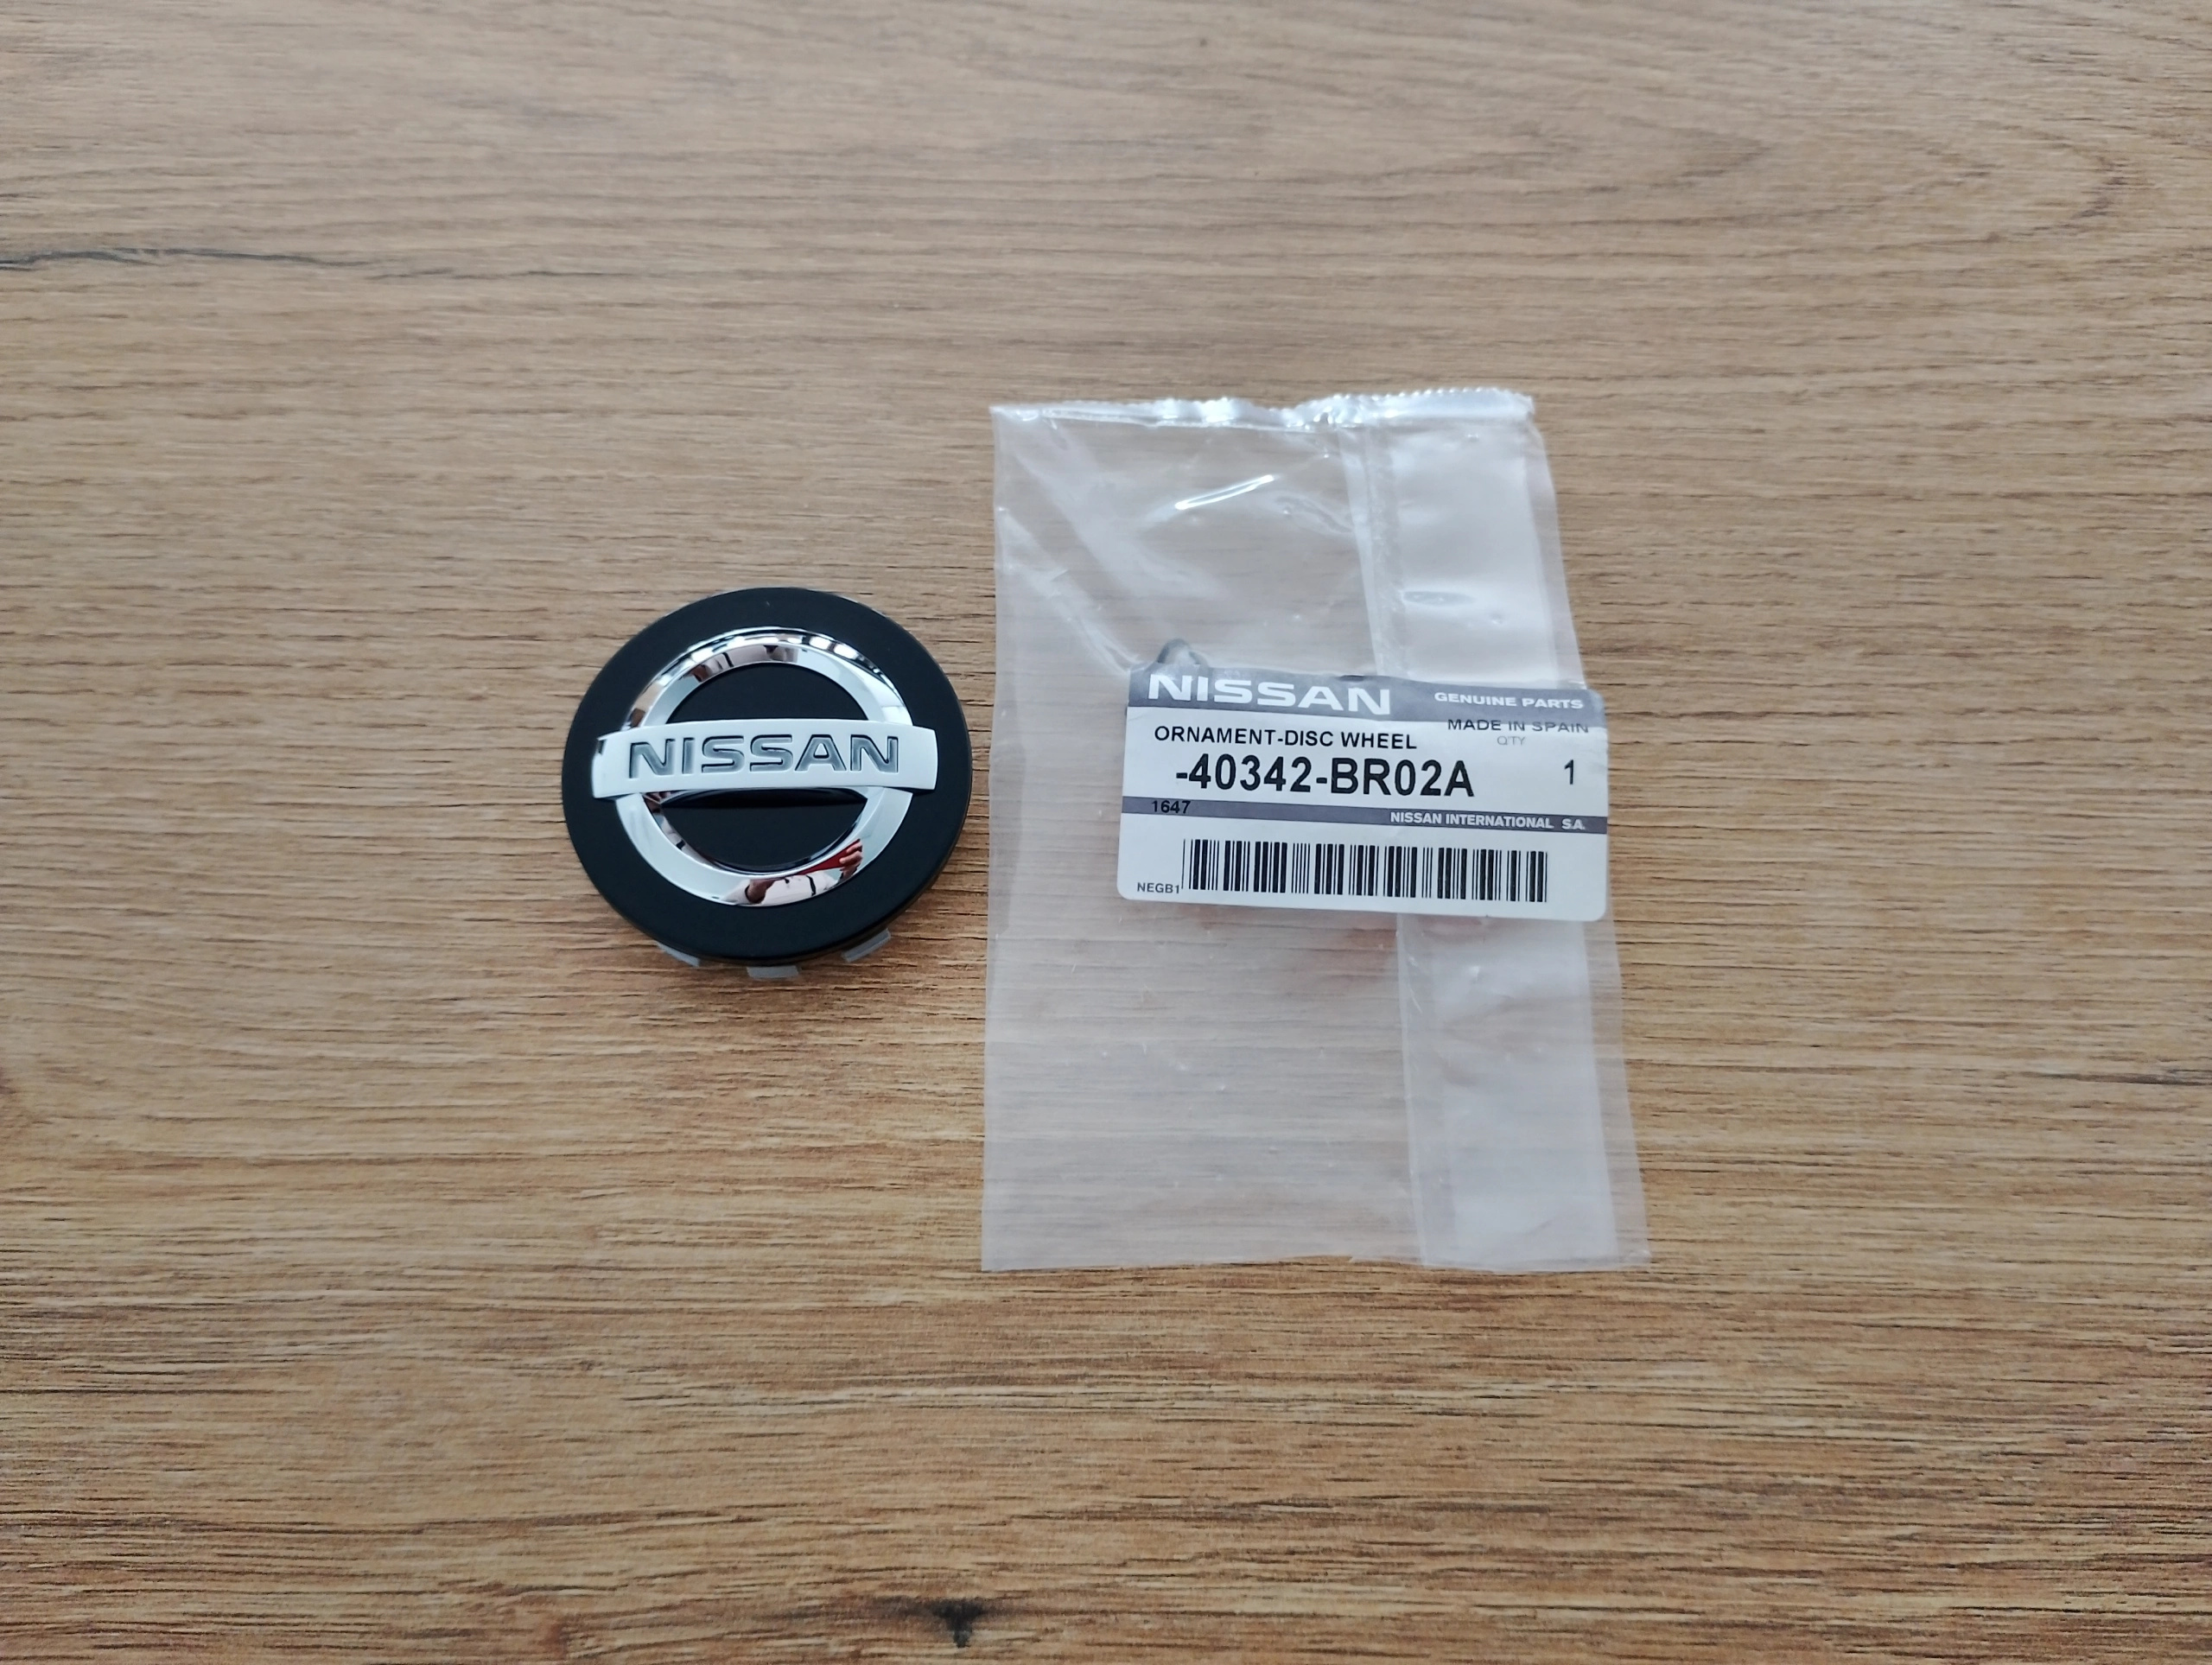 NISSAN
NISSAN GENUINE PARTS
MADE IN SPAIN
ORNAMENT-DISC WHEEL QTY
-40342-BR02A 1
1647 NISSAN INTERNATIONAL S.A.
NEGB1